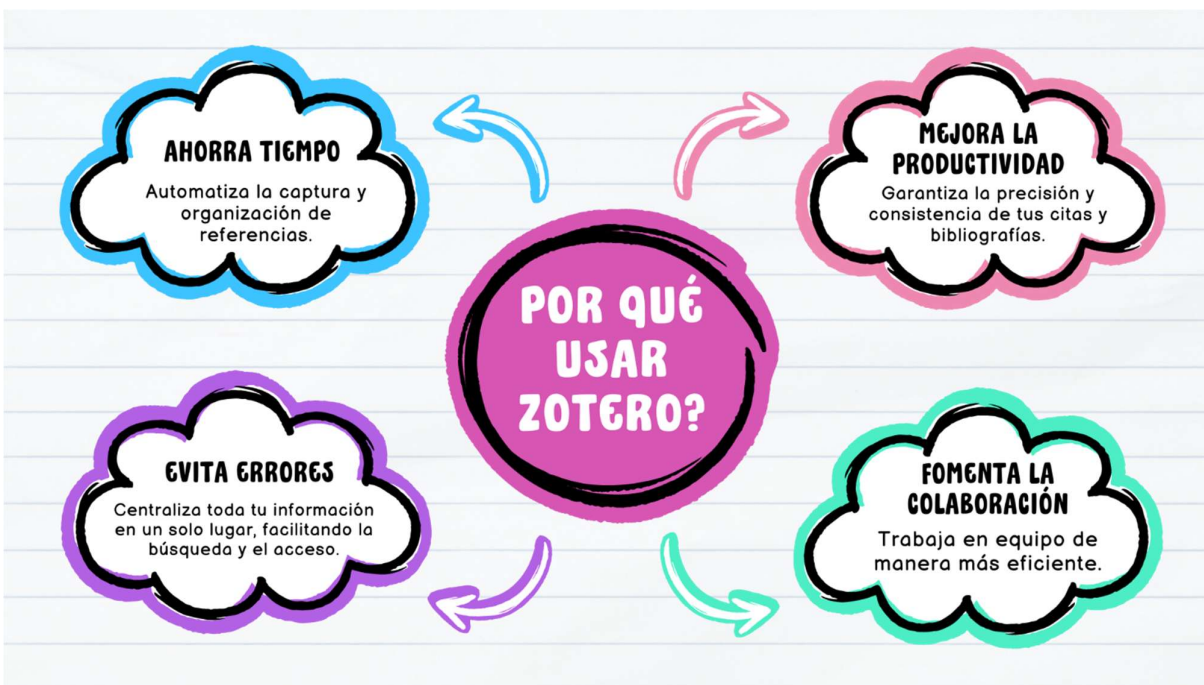 AHORRA TIEMPO
Automatiza la captura y
organización de
referencias.
MEJORA LA
PRODUCTIVIDAD
Garantiza la precisión y
consistencia de tus citas y
bibliografías.
POR QUÉ
USAR
ZOTERO?
EVITA ERRORES
Centraliza toda tu información
en un solo lugar, facilitando la
búsqueda y el acceso.
FOMENTA LA
COLABORACIÓN
Trabaja en equipo de
manera más eficiente.